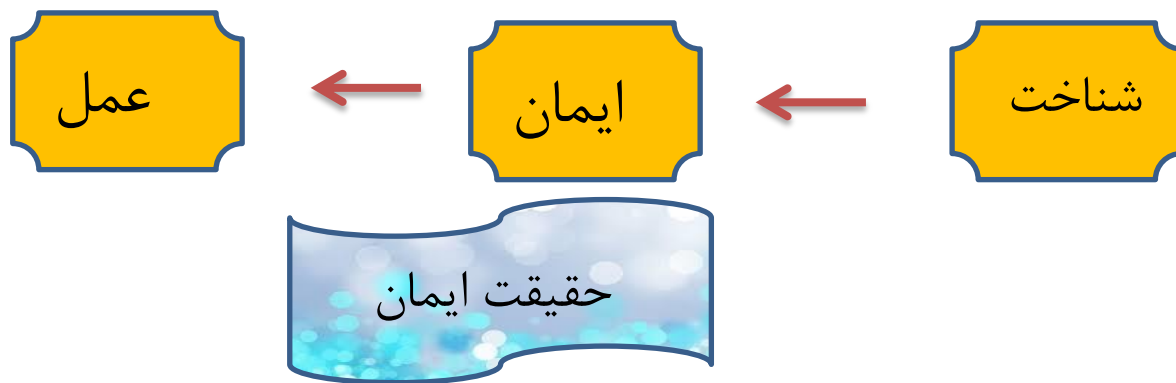 شناخت
ایمان
عمل
حقیقت ایمان